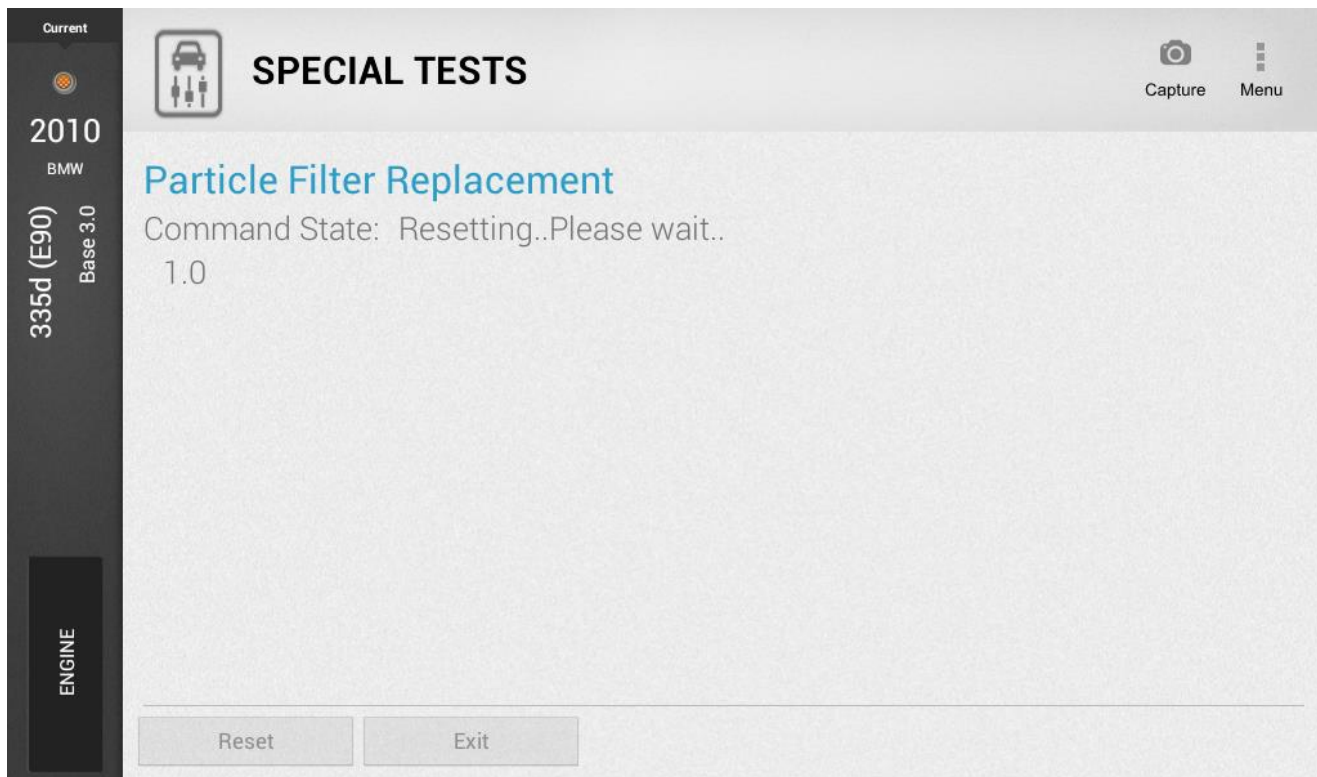 Current
2010
BMW
335d (E90)
Base 3.0
ENGINE
SPECIAL TESTS
Capture
Menu
Particle Filter Replacement
Command State: Resetting..Please wait..
1.0
Reset
Exit